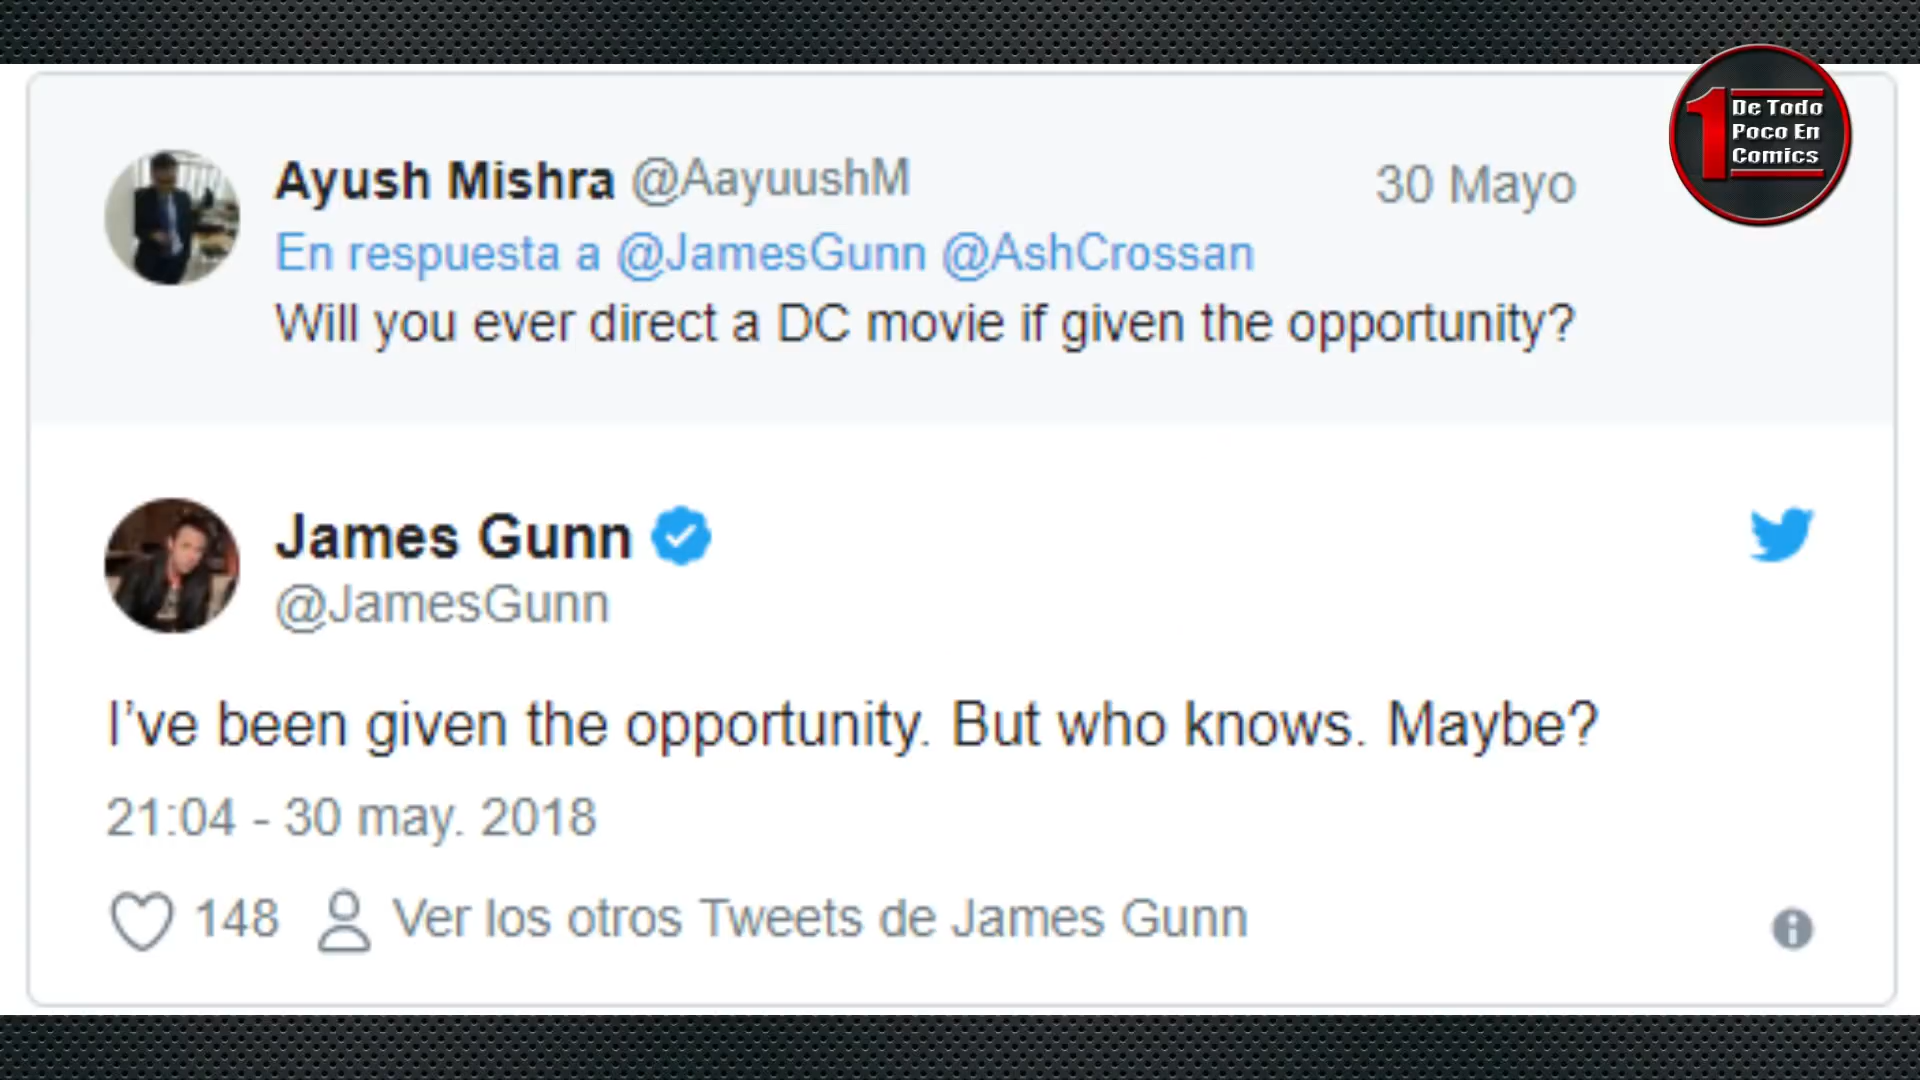 1 De Todo
Poco En
Comics
Ayush Mishra @AayuushM 30 Mayo
En respuesta a @JamesGunn @AshCrossan
Will you ever direct a DC movie if given the opportunity?
James Gunn
@JamesGunn
I’ve been given the opportunity. But who knows. Maybe?
21:04 - 30 may. 2018
148 Ver los otros Tweets de James Gunn